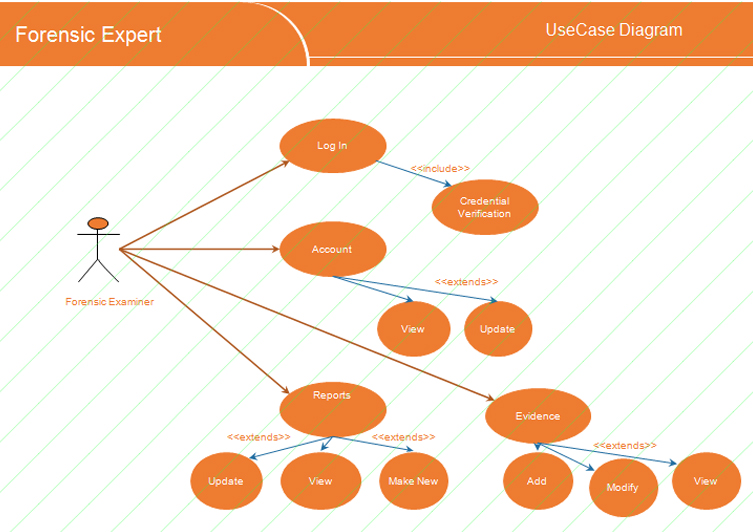 Forensic Expert
UseCase Diagram
Log In
<<include>>
Credential
Verification
Account
<<extends>>
Forensic Examiner
View
Update
Reports
Evidence
<<extends>>
<<extends>>
<<extends>>
Update
View
Make New
Add
Modify
View